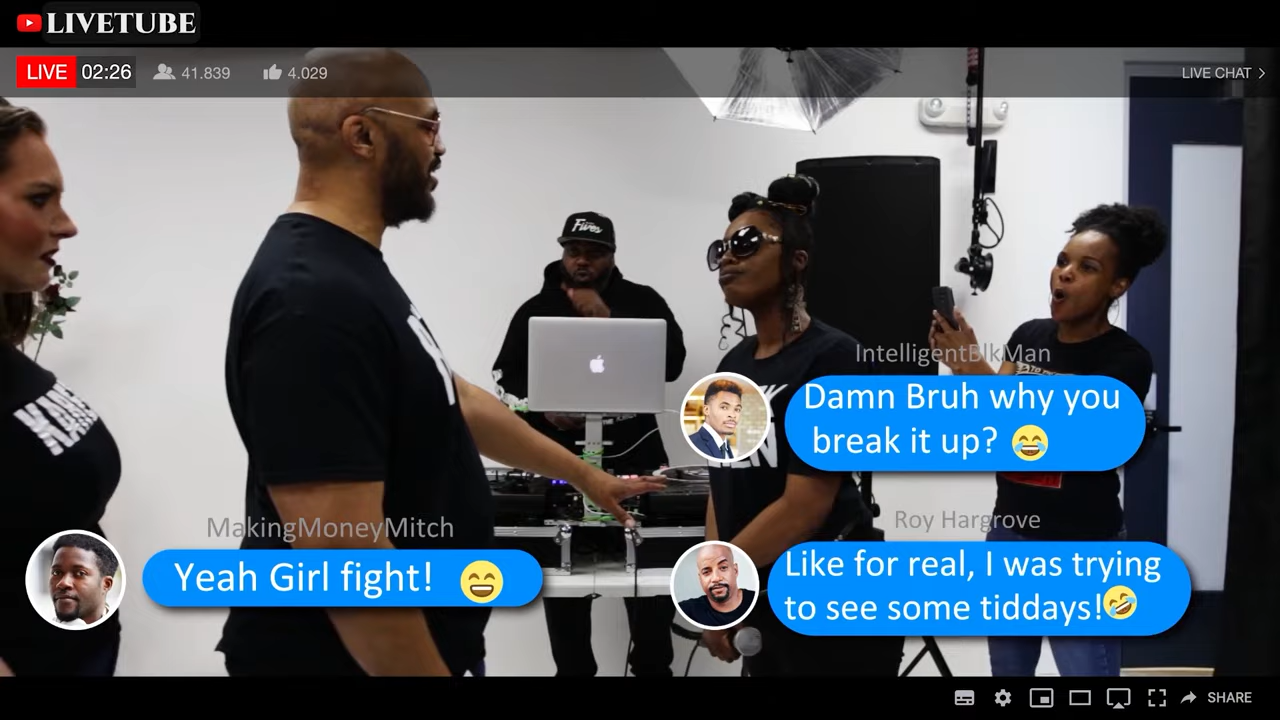 LIVETUBE
LIVE 02:26 41.839 4.029 LIVE CHAT
Fives
IntelligentBlkMan
Damn Bruh why you
break it up? 😂
MakingMoneyMitch
Yeah Girl fight! 😄
Roy Hargrove
Like for real, I was trying
to see some tiddays!🤣
SHARE